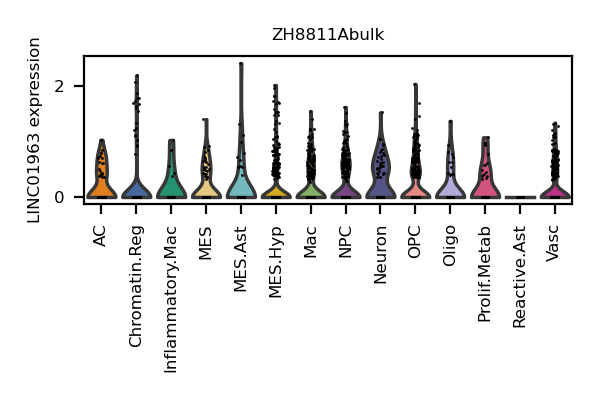 ZH8811Abulk
LINC01963 expression
2
0
AC
Chromatin.Reg
Inflammatory.Mac
MES
MES.Ast
MES.Hyp
Mac
NPC
Neuron
OPC
Oligo
Prolif.Metab
Reactive.Ast
Vasc